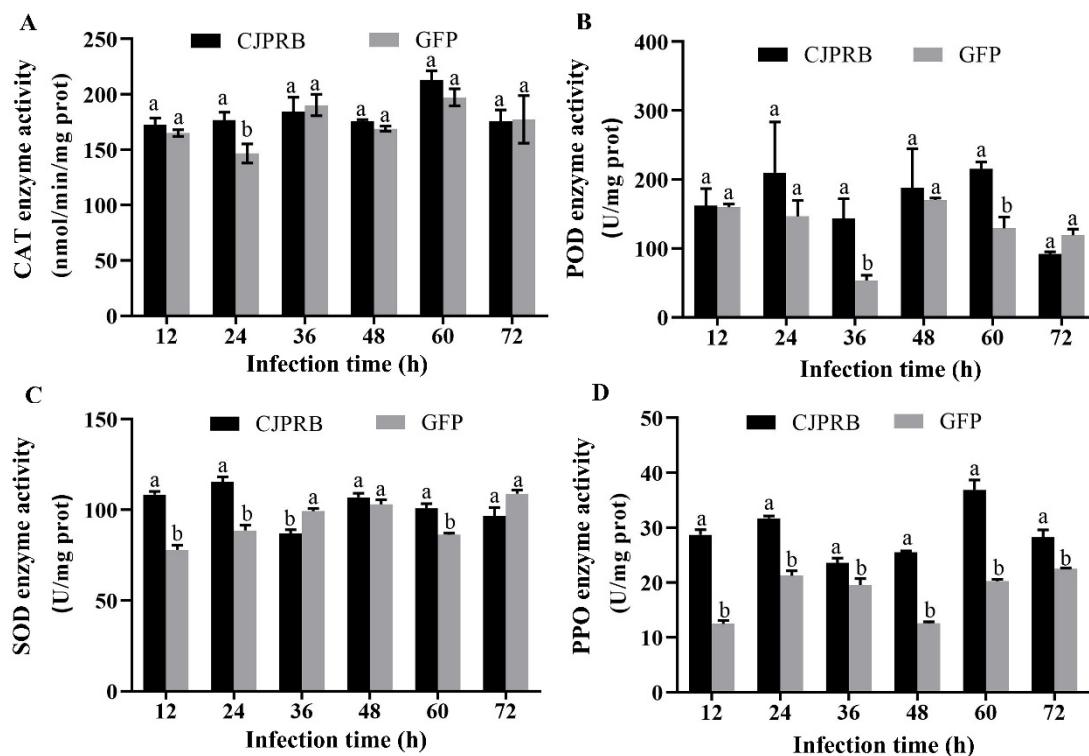 A
CAT enzyme activity
(nmol/min/mg prot)
CJPRB GFP
250
200
150
100
50
0
a a a b a a a a a a a a
12 24 36 48 60 72
Infection time (h)
B
POD enzyme activity
(U/mg prot)
CJPRB GFP
400
300
200
100
0
a a a a a b a a a b a a
12 24 36 48 60 72
Infection time (h)
C
SOD enzyme activity
(U/mg prot)
CJPRB GFP
150
100
50
0
a b a b b a a a a b a a
12 24 36 48 60 72
Infection time (h)
D
PPO enzyme activity
(U/mg prot)
CJPRB GFP
50
40
30
20
10
0
a b a b a b a b a b a b
12 24 36 48 60 72
Infection time (h)